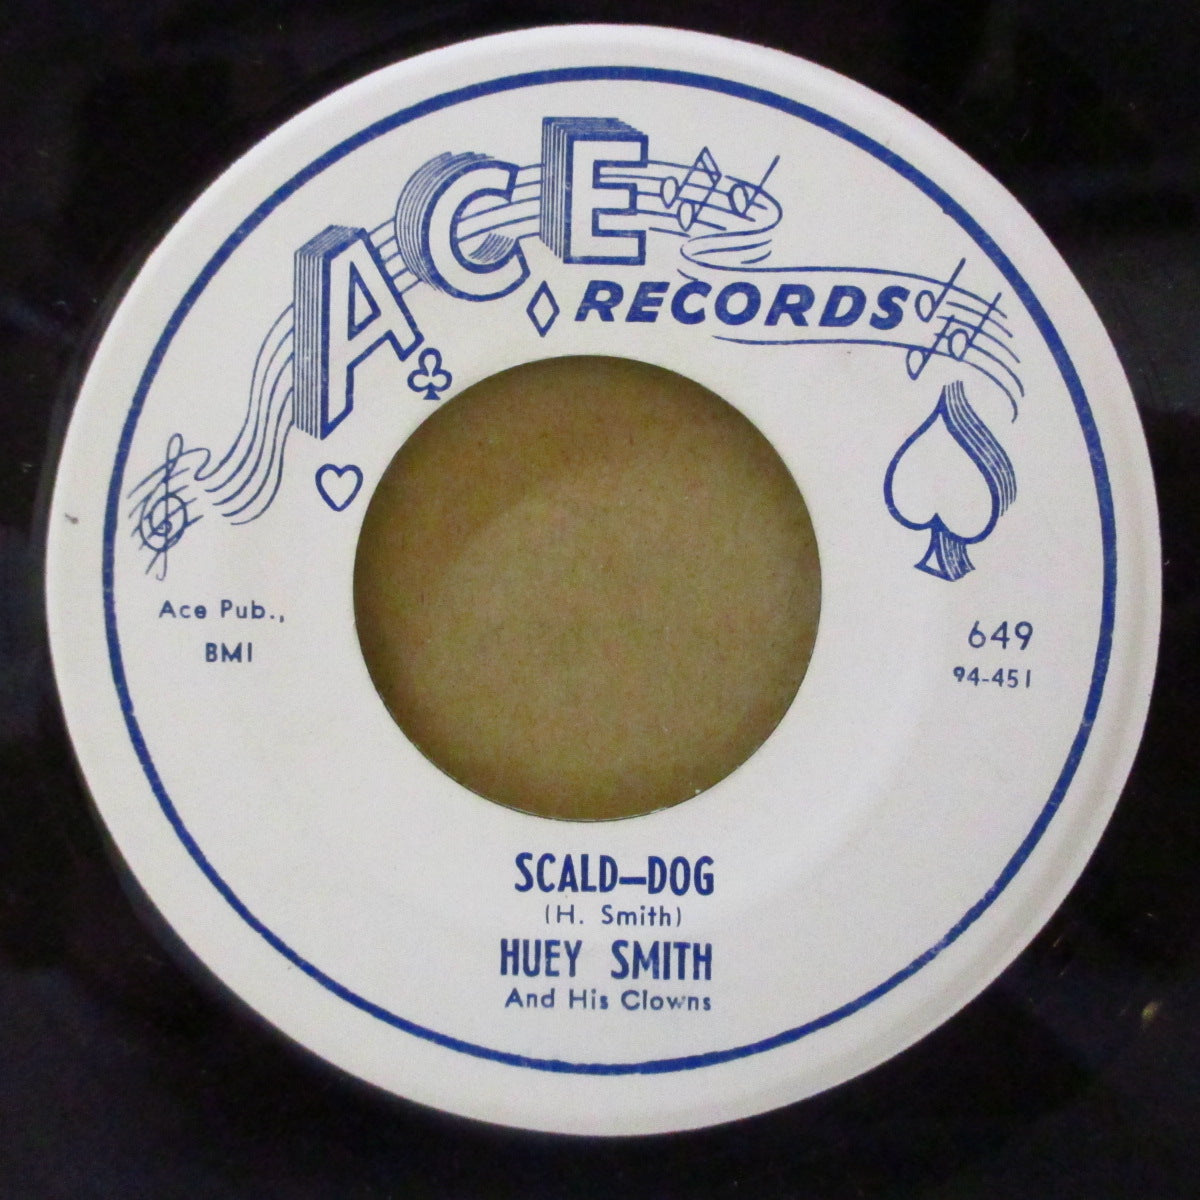 ACE
RECORDS
Ace Pub.,
BMI
649
94-451
SCALD—DOG
(H. Smith)
HUEY SMITH
And His Clowns